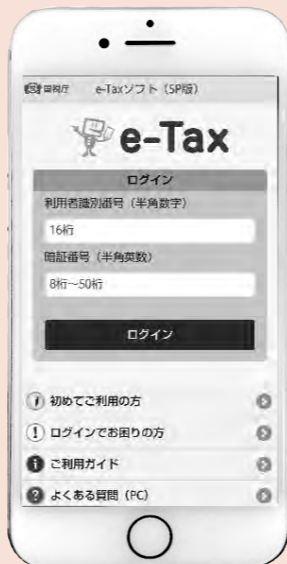 国税庁 e-Taxソフト（SP版）
e-Tax
ログイン
利用者識別番号（半角数字）
16桁
暗証番号（半角英数）
8桁～50桁
ログイン
初めてご利用の方
ログインでお困りの方
ご利用ガイド
よくある質問（PC）